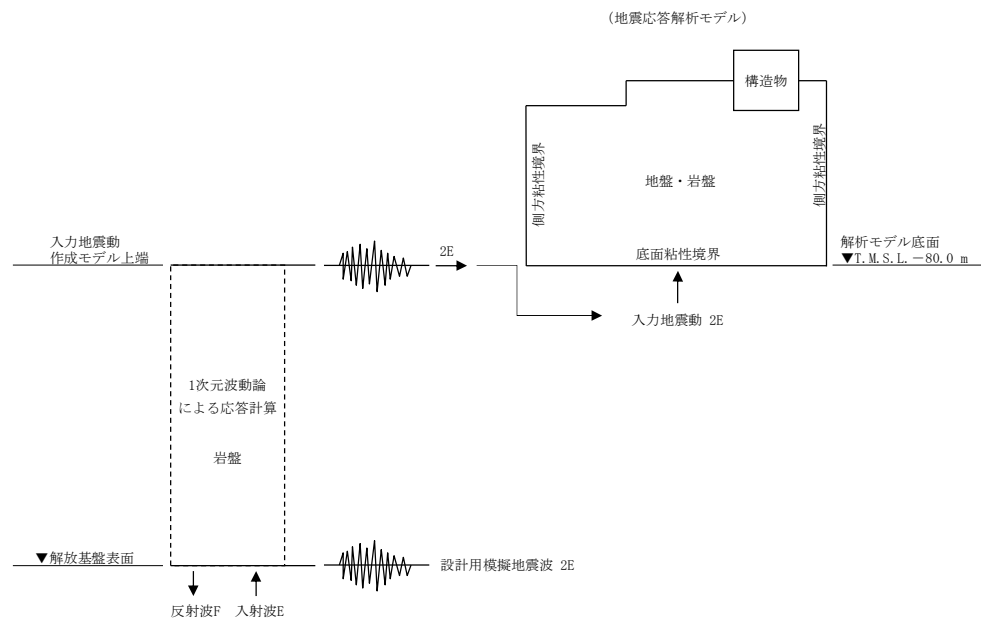 (地震応答解析モデル)
構造物
側方粘性境界
側方粘性境界
地盤・岩盤
入力地震動
作成モデル上端
2E
底面粘性境界
解析モデル底面
▼T.M.S.L.－80.0 m
入力地震動 2E
1次元波動論
による応答計算
岩盤
▼解放基盤表面
設計用模擬地震波 2E
反射波F
入射波E